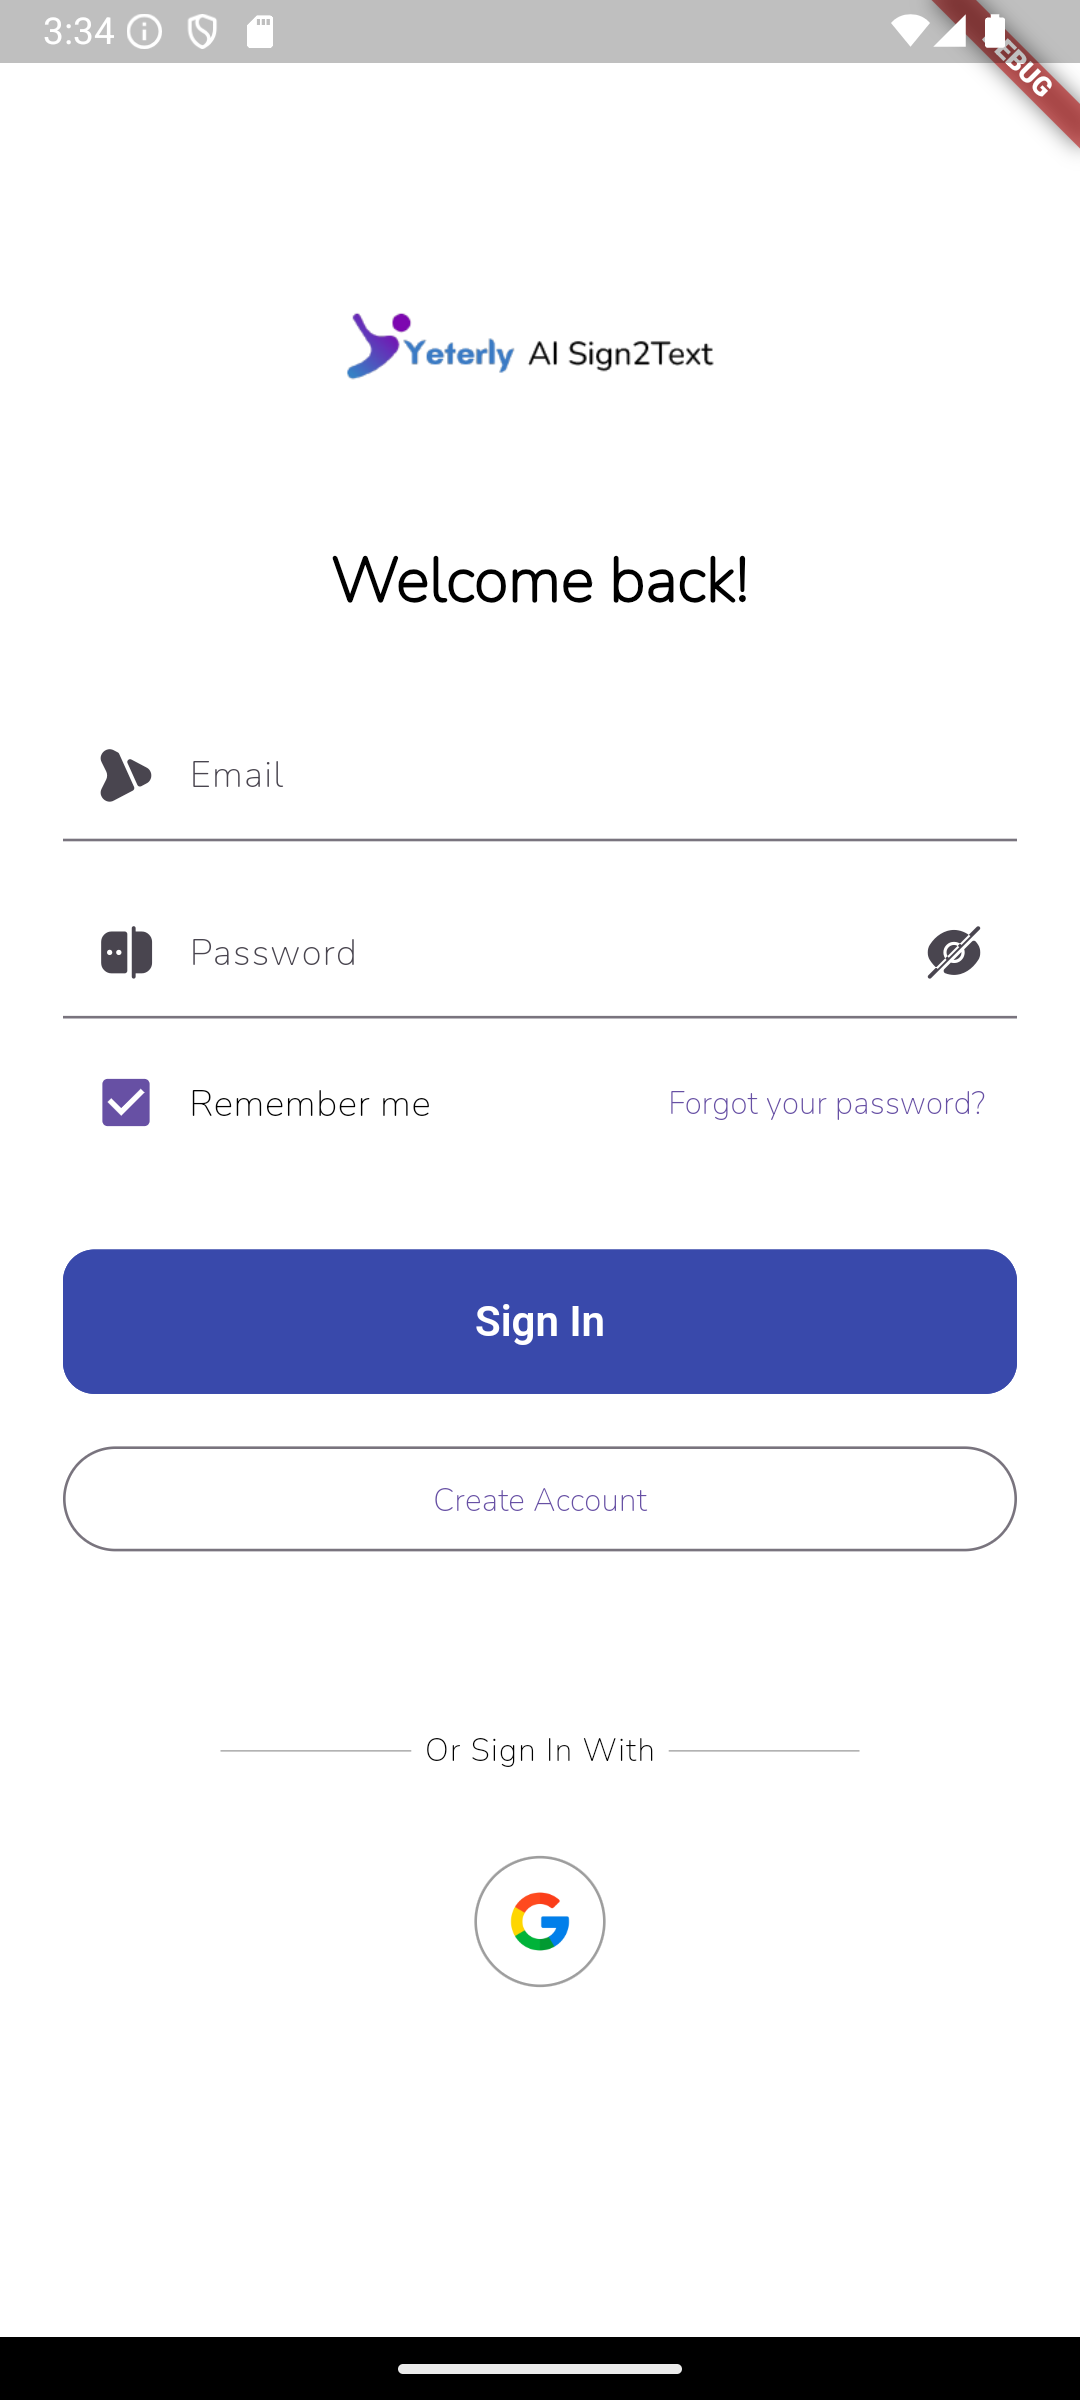 3:34
DEBUG
Yeterly AI Sign2Text
Welcome back!
Email
Password
Remember me
Forgot your password?
Sign In
Create Account
Or Sign In With